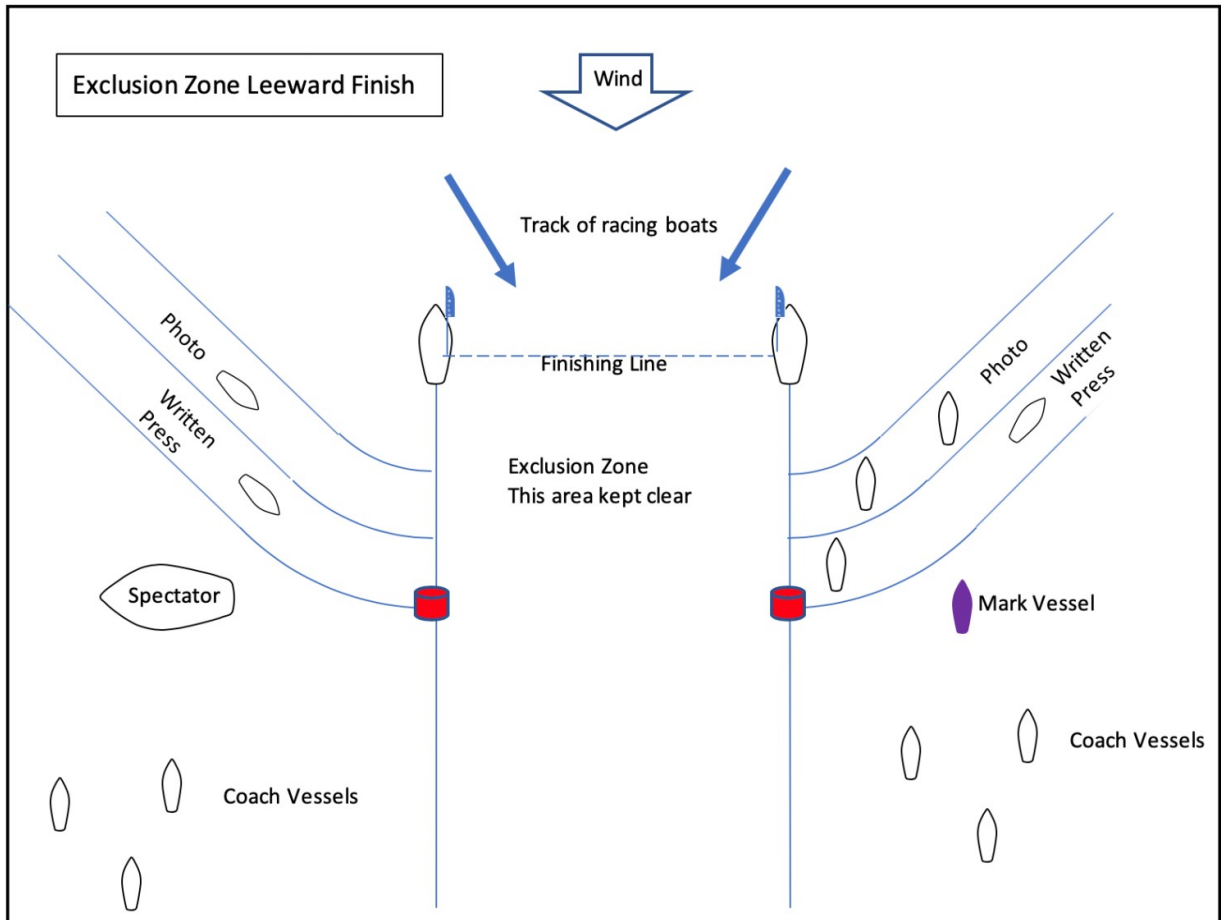 Exclusion Zone Leeward Finish
Wind
Track of racing boats
Photo
Written
Press
Finishing Line
Photo
Written
Press
Exclusion Zone
This area kept clear
Spectator
Mark Vessel
Coach Vessels
Coach Vessels